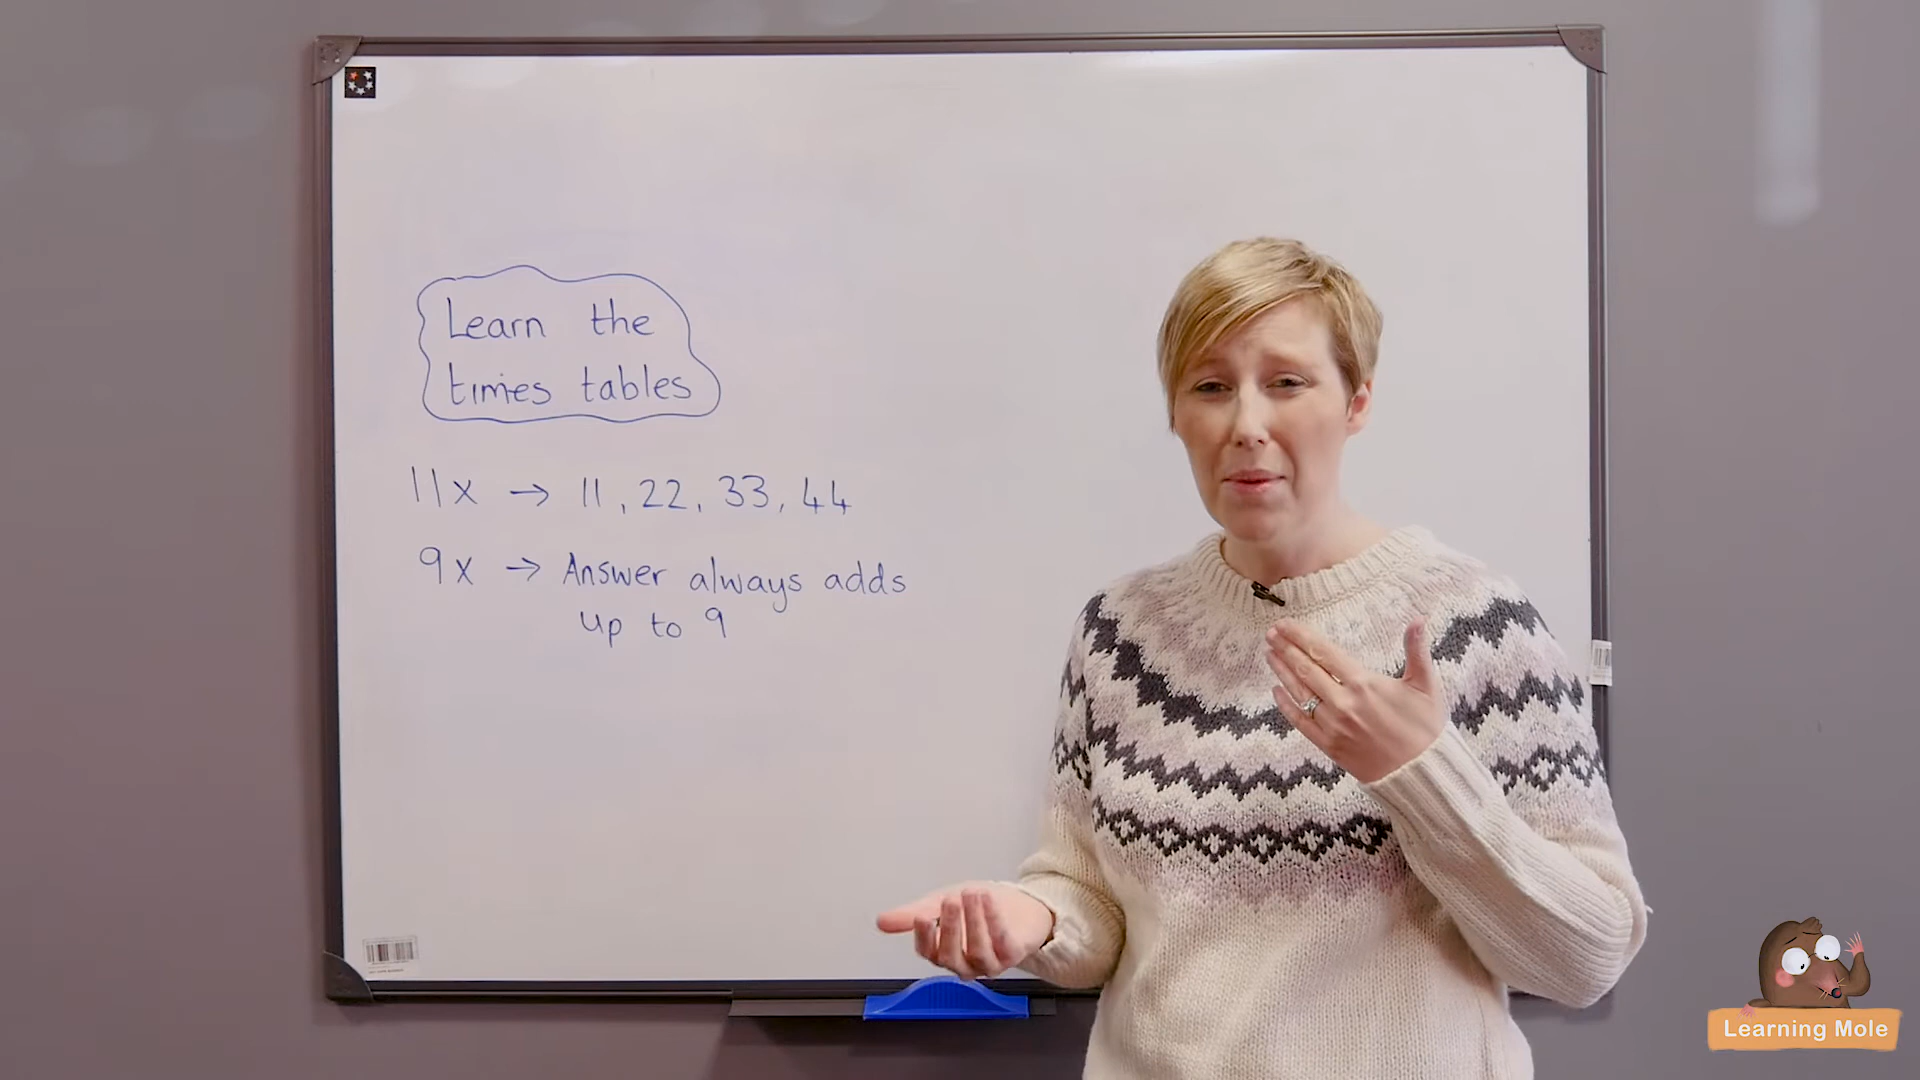 Learn the
times tables
11x → 11, 22, 33, 44
9x → Answer always adds
up to 9
Learning Mole